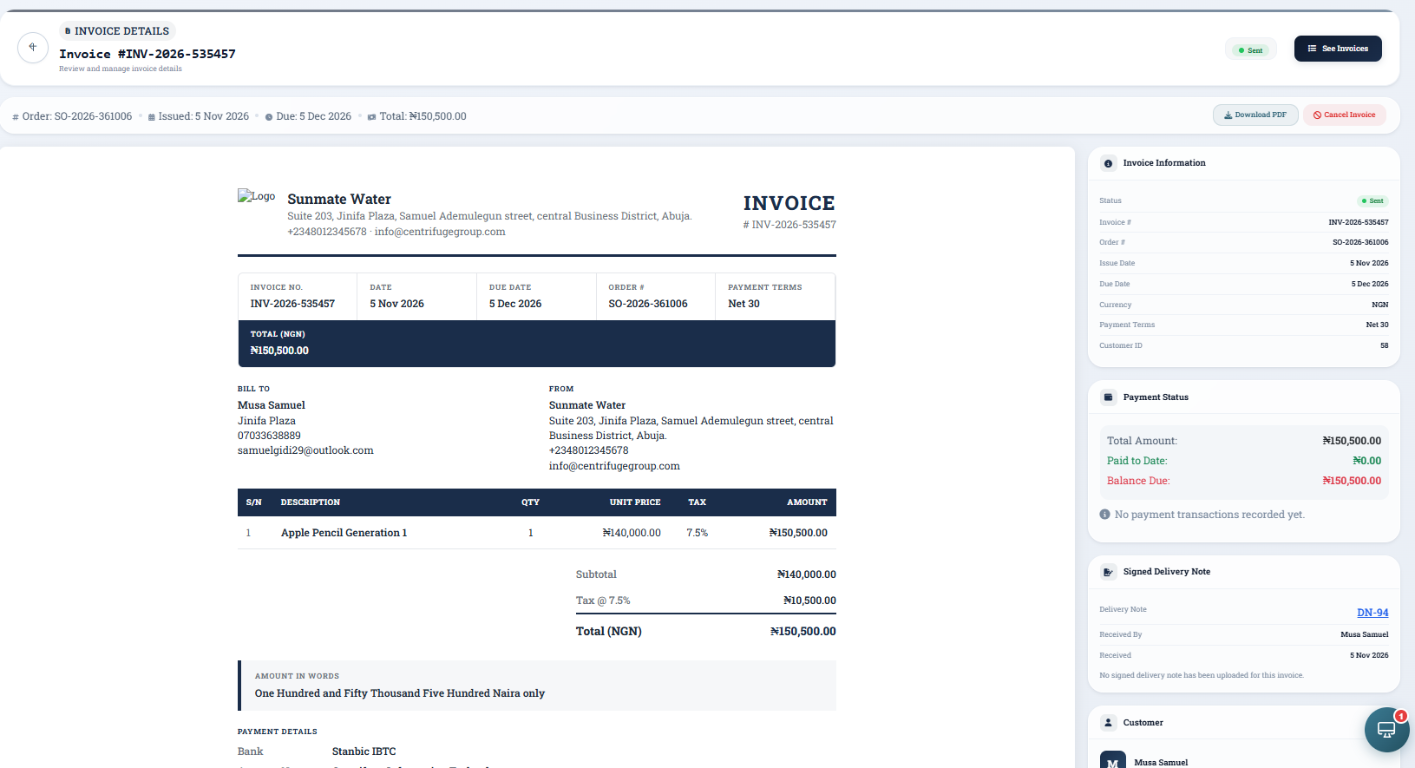 INVOICE DETAILS
Invoice #INV-2026-535457
Review and manage invoice details
Sent
See Invoices
# Order: SO-2026-361006 • Issued: 5 Nov 2026 • Due: 5 Dec 2026 • Total: ₦150,500.00
Download PDF
Cancel Invoice
Logo
Sunmate Water
Suite 203, Jinifa Plaza, Samuel Ademulegun street, central Business District, Abuja.
+2348012345678 · info@centrifugegroup.com
INVOICE
# INV-2026-535457
INVOICE NO. DATE DUE DATE ORDER # PAYMENT TERMS
INV-2026-535457 5 Nov 2026 5 Dec 2026 SO-2026-361006 Net 30
TOTAL (NGN)
₦150,500.00
BILL TO
Musa Samuel
Jinifa Plaza
07033638889
samuelgidi29@outlook.com
FROM
Sunmate Water
Suite 203, Jinifa Plaza, Samuel Ademulegun street, central
Business District, Abuja.
+2348012345678
info@centrifugegroup.com
S/N DESCRIPTION QTY UNIT PRICE TAX AMOUNT
1 Apple Pencil Generation 1 1 ₦140,000.00 7.5% ₦150,500.00
Subtotal ₦140,000.00
Tax @ 7.5% ₦10,500.00
Total (NGN) ₦150,500.00
AMOUNT IN WORDS
One Hundred and Fifty Thousand Five Hundred Naira only
PAYMENT DETAILS
Bank Stanbic IBTC
Invoice Information
Status Sent
Invoice # INV-2026-535457
Order # SO-2026-361006
Issue Date 5 Nov 2026
Due Date 5 Dec 2026
Currency NGN
Payment Terms Net 30
Customer ID 58
Payment Status
Total Amount: ₦150,500.00
Paid to Date: ₦0.00
Balance Due: ₦150,500.00
No payment transactions recorded yet.
Signed Delivery Note
Delivery Note DN-94
Received By Musa Samuel
Received 5 Nov 2026
No signed delivery note has been uploaded for this invoice.
Customer
1
M
Musa Samuel